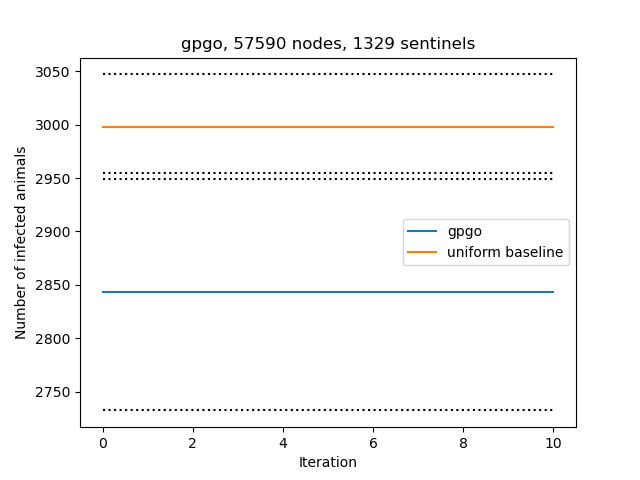 gpgo, 57590 nodes, 1329 sentinels
3050
3000
2950
2900
2850
2800
2750
Number of infected animals
gpgo
uniform baseline
0 2 4 6 8 10
Iteration